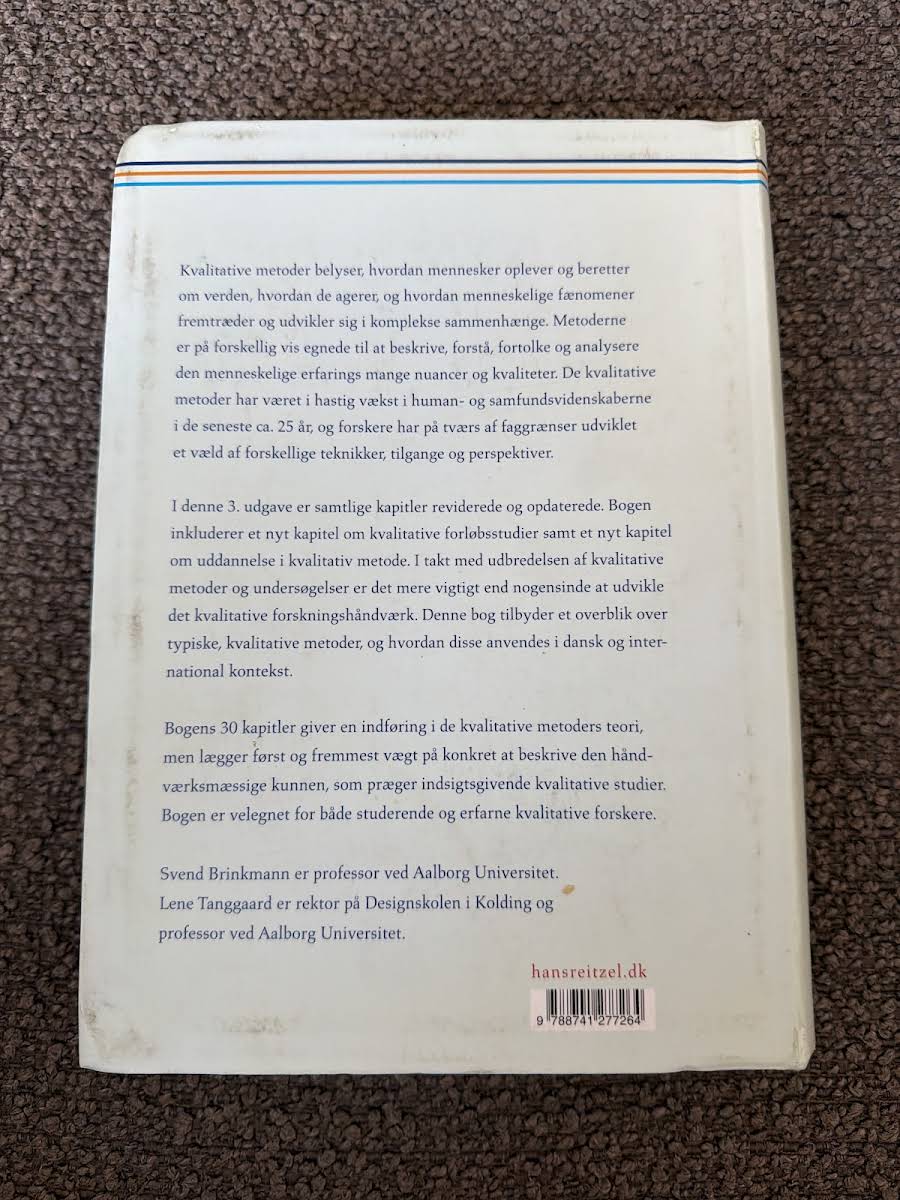 Kvalitative metoder belyser, hvordan mennesker oplever og beretter
om verden, hvordan de agerer, og hvordan menneskelige fænomener
fremtræder og udvikler sig i komplekse sammenhænge. Metoderne
er på forskellig vis egnede til at beskrive, forstå, fortolke og analysere
den menneskelige erfarings mange nuancer og kvaliteter. De kvalitative
metoder har været i hastig vækst i human- og samfundsvidenskaberne
i de seneste ca. 25 år, og forskere har på tværs af faggrænser udviklet
et væld af forskellige teknikker, tilgange og perspektiver.
I denne 3. udgave er samtlige kapitler reviderede og opdaterede. Bogen
inkluderer et nyt kapitel om kvalitative forløbsstudier samt et nyt kapitel
om uddannelse i kvalitativ metode. I takt med udbredelsen af kvalitative
metoder og undersøgelser er det mere vigtigt end nogensinde at udvikle
det kvalitative forskningshåndværk. Denne bog tilbyder et overblik over
typiske, kvalitative metoder, og hvordan disse anvendes i dansk og inter-
national kontekst.
Bogens 30 kapitler giver en indføring i de kvalitative metoders teori,
men lægger først og fremmest vægt på konkret at beskrive den hånd-
værksmæssige kunnen, som præger indsigtsgivende kvalitative studier.
Bogen er velegnet for både studerende og erfarne kvalitative forskere.
Svend Brinkmann er professor ved Aalborg Universitet.
Lene Tanggaard er rektor på Designskolen i Kolding og
professor ved Aalborg Universitet.
hansreitzel.dk
9 788741 277264